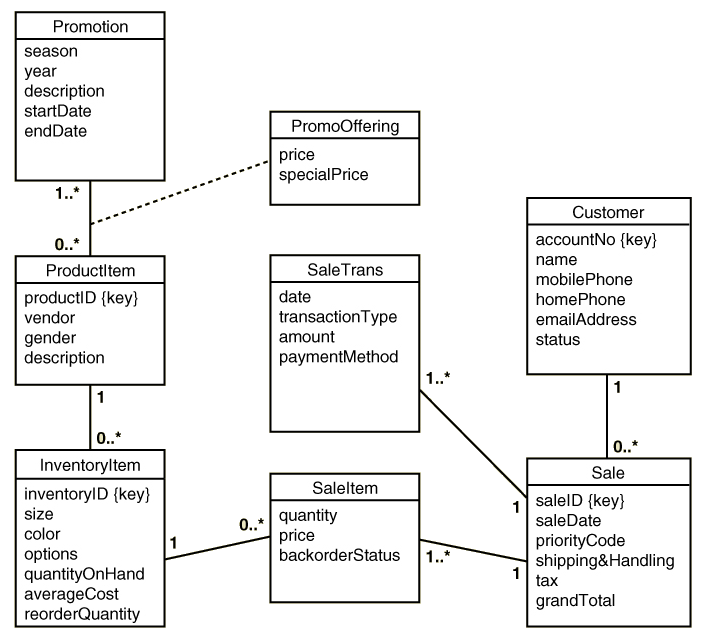 Promotion
season
year
description
startDate
endDate
1..*
0..*
PromoOffering
price
specialPrice
ProductItem
productID {key}
vendor
gender
description
1
0..*
SaleTrans
date
transactionType
amount
paymentMethod
1..*
1
Customer
accountNo {key}
name
mobilePhone
homePhone
emailAddress
status
1
0..*
InventoryItem
inventoryID {key}
size
color
options
quantityOnHand
averageCost
reorderQuantity
1
0..*
SaleItem
quantity
price
backorderStatus
1..*
1
Sale
saleID {key}
saleDate
priorityCode
shipping&Handling
tax
grandTotal